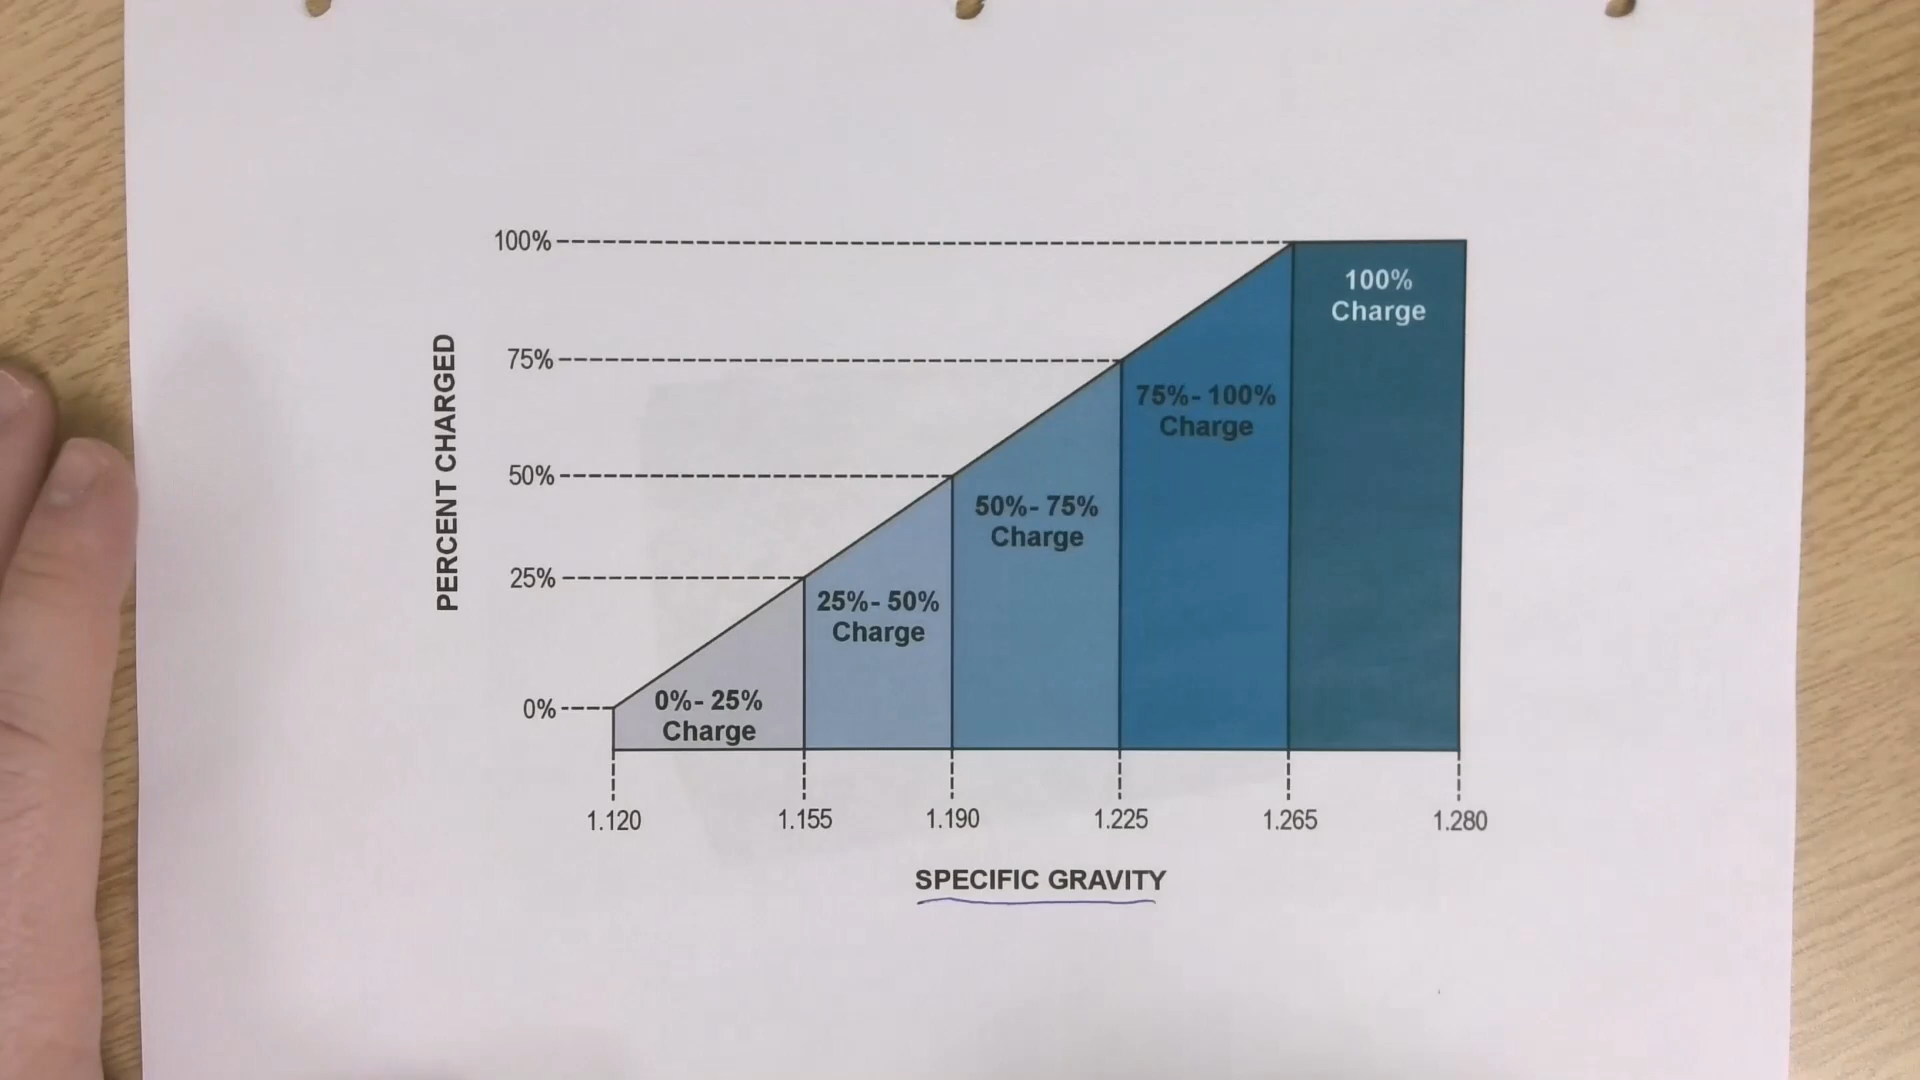 100%
100%
Charge
75%
75%- 100%
Charge
PERCENT CHARGED
50%
50%- 75%
Charge
25%
25%- 50%
Charge
0%
0%- 25%
Charge
1.120 1.155 1.190 1.225 1.265 1.280
SPECIFIC GRAVITY